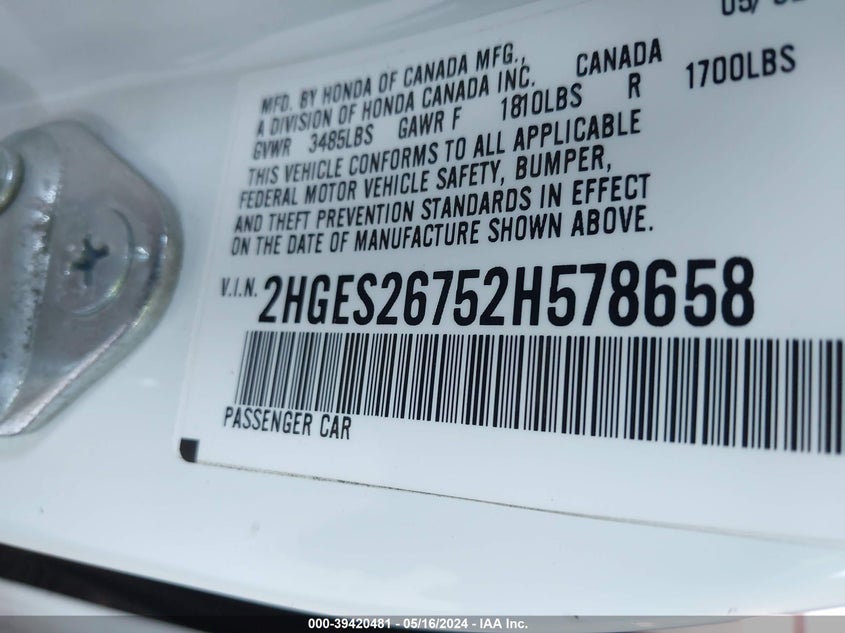 MFD. BY HONDA OF CANADA MFG.,
A DIVISION OF HONDA CANADA INC. CANADA
GVWR 3485LBS GAWR F 1810LBS R 1700LBS
THIS VEHICLE CONFORMS TO ALL APPLICABLE
FEDERAL MOTOR VEHICLE SAFETY, BUMPER,
AND THEFT PREVENTION STANDARDS IN EFFECT
ON THE DATE OF MANUFACTURE SHOWN ABOVE.
V.I.N. 2HGES26752H578658
PASSENGER CAR
000-39420481 - 05/16/2024 - IAA Inc.